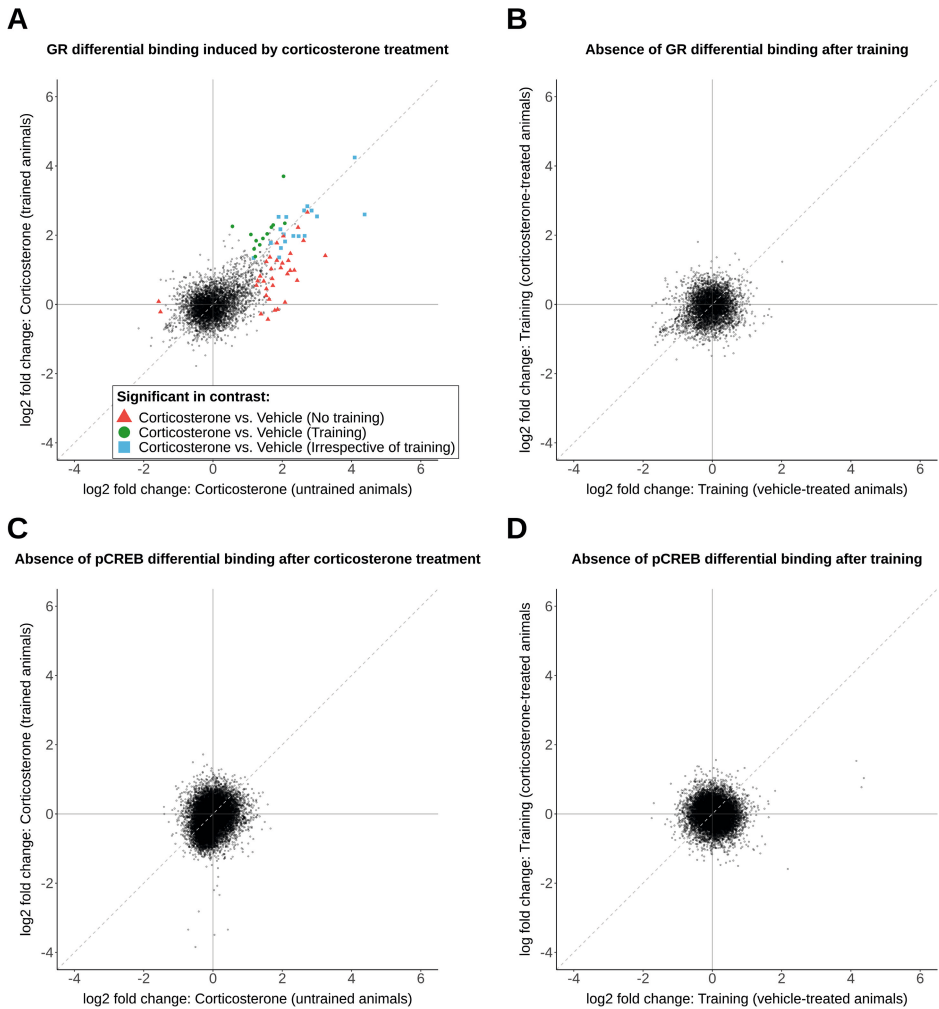 A
B
GR differential binding induced by corticosterone treatment
Absence of GR differential binding after training
log2 fold change: Corticosterone (trained animals)
6
4
2
0
-2
-4
Significant in contrast:
Corticosterone vs. Vehicle (No training)
Corticosterone vs. Vehicle (Training)
Corticosterone vs. Vehicle (Irrespective of training)
-4 -2 0 2 4 6
log2 fold change: Corticosterone (untrained animals)
log2 fold change: Training (corticosterone-treated animals)
6
4
2
0
-2
-4
-4 -2 0 2 4 6
log2 fold change: Training (vehicle-treated animals)
C
D
Absence of pCREB differential binding after corticosterone treatment
Absence of pCREB differential binding after training
log2 fold change: Corticosterone (trained animals)
6
4
2
0
-2
-4
-4 -2 0 2 4 6
log2 fold change: Corticosterone (untrained animals)
log fold change: Training (corticosterone-treated animals
6
4
2
0
-2
-4
-4 -2 0 2 4 6
log2 fold change: Training (vehicle-treated animals)